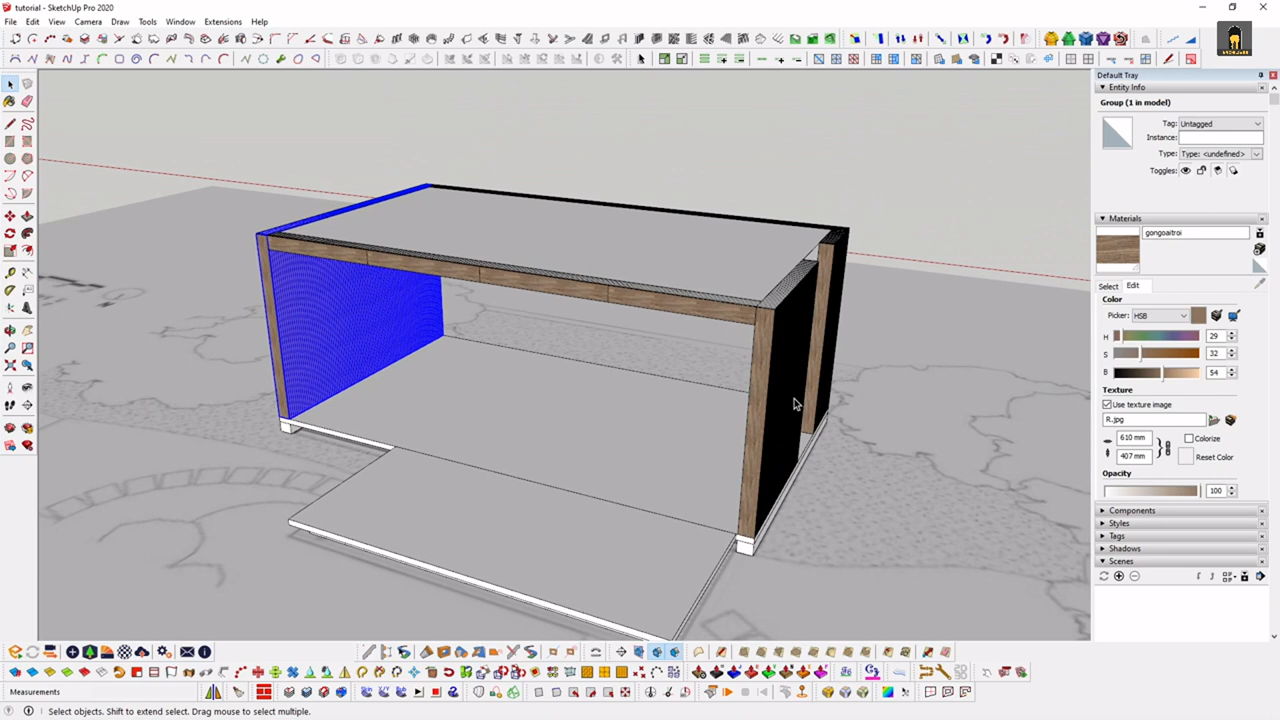 tutorial - SketchUp Pro 2020
File Edit View Camera Draw Tools Window Extensions Help
Default Tray
Entity Info
Group (1 in model)
Tag: Untagged
Instance:
Type: Type: <undefined>
Toggles:
Materials
gongoaitroi
Select Edit
Color
Picker: HSB
H 29
S 32
B 54
Texture
Use texture image
R.jpg
610 mm Colorize
407 mm Reset Color
Opacity
100
Components
Styles
Tags
Shadows
Scenes
Measurements
Select objects. Shift to extend select. Drag mouse to select multiple.